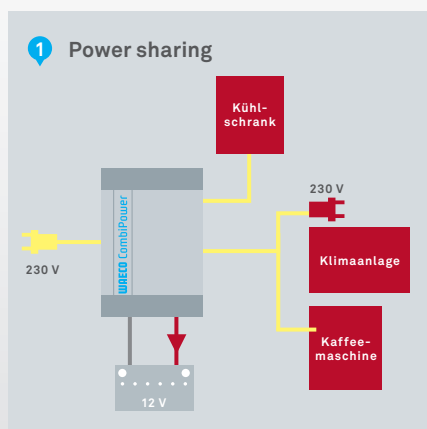 1 Power sharing
Kühl-
schrank
230 V
WAECO CombiPower
230 V
Klimaanlage
Kaffee-
maschine
12 V